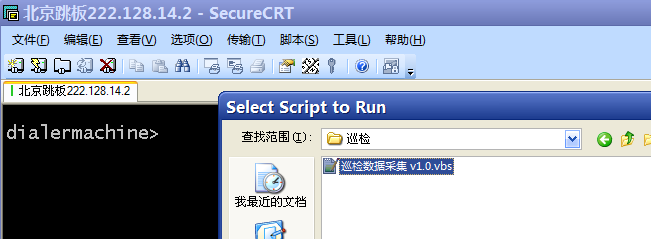 北京跳板222.128.14.2 - SecureCRT
文件(F) 编辑(E) 查看(V) 选项(O) 传输(T) 脚本(S) 工具(L) 帮助(H)
北京跳板222.128.14.2
dialermachine>
Select Script to Run
查找范围(I): 巡检
巡检数据采集 v1.0.vbs
我最近的文档